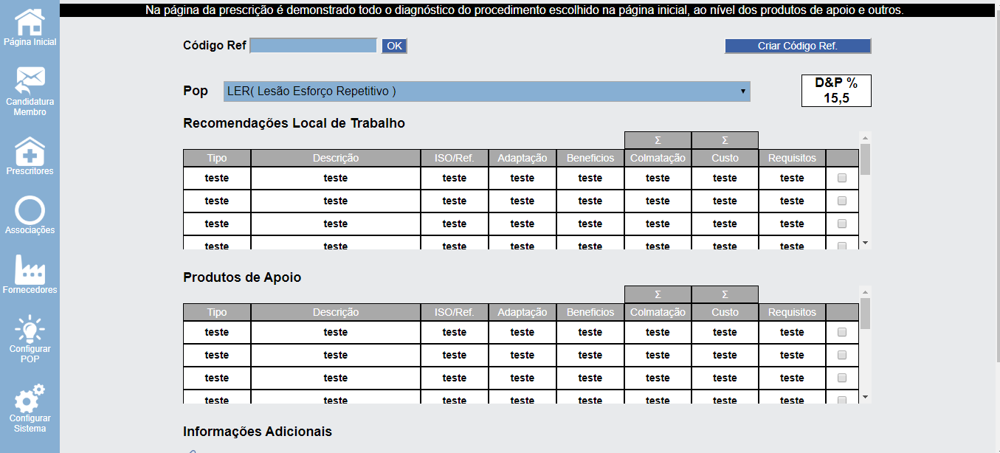 Na página da prescrição é demonstrado todo o diagnóstico do procedimento escolhido na página inicial, ao nível dos produtos de apoio e outros.
Página Inicial
Candidatura
Membro
Prescritores
Associações
Fornecedores
Configurar
POP
Configurar
Sistema
Código Ref
OK
Criar Código Ref.
Pop
LER( Lesão Esforço Repetitivo )
D&P %
15,5
Recomendações Local de Trabalho
Σ Σ
Tipo Descrição ISO/Ref. Adaptação Beneficios Colmatação Custo Requisitos
teste teste teste teste teste teste teste teste
teste teste teste teste teste teste teste teste
teste teste teste teste teste teste teste teste
teste teste teste teste teste teste teste teste
Produtos de Apoio
Σ Σ
Tipo Descrição ISO/Ref. Adaptação Beneficios Colmatação Custo Requisitos
teste teste teste teste teste teste teste teste
teste teste teste teste teste teste teste teste
teste teste teste teste teste teste teste teste
teste teste teste teste teste teste teste teste
Informações Adicionais